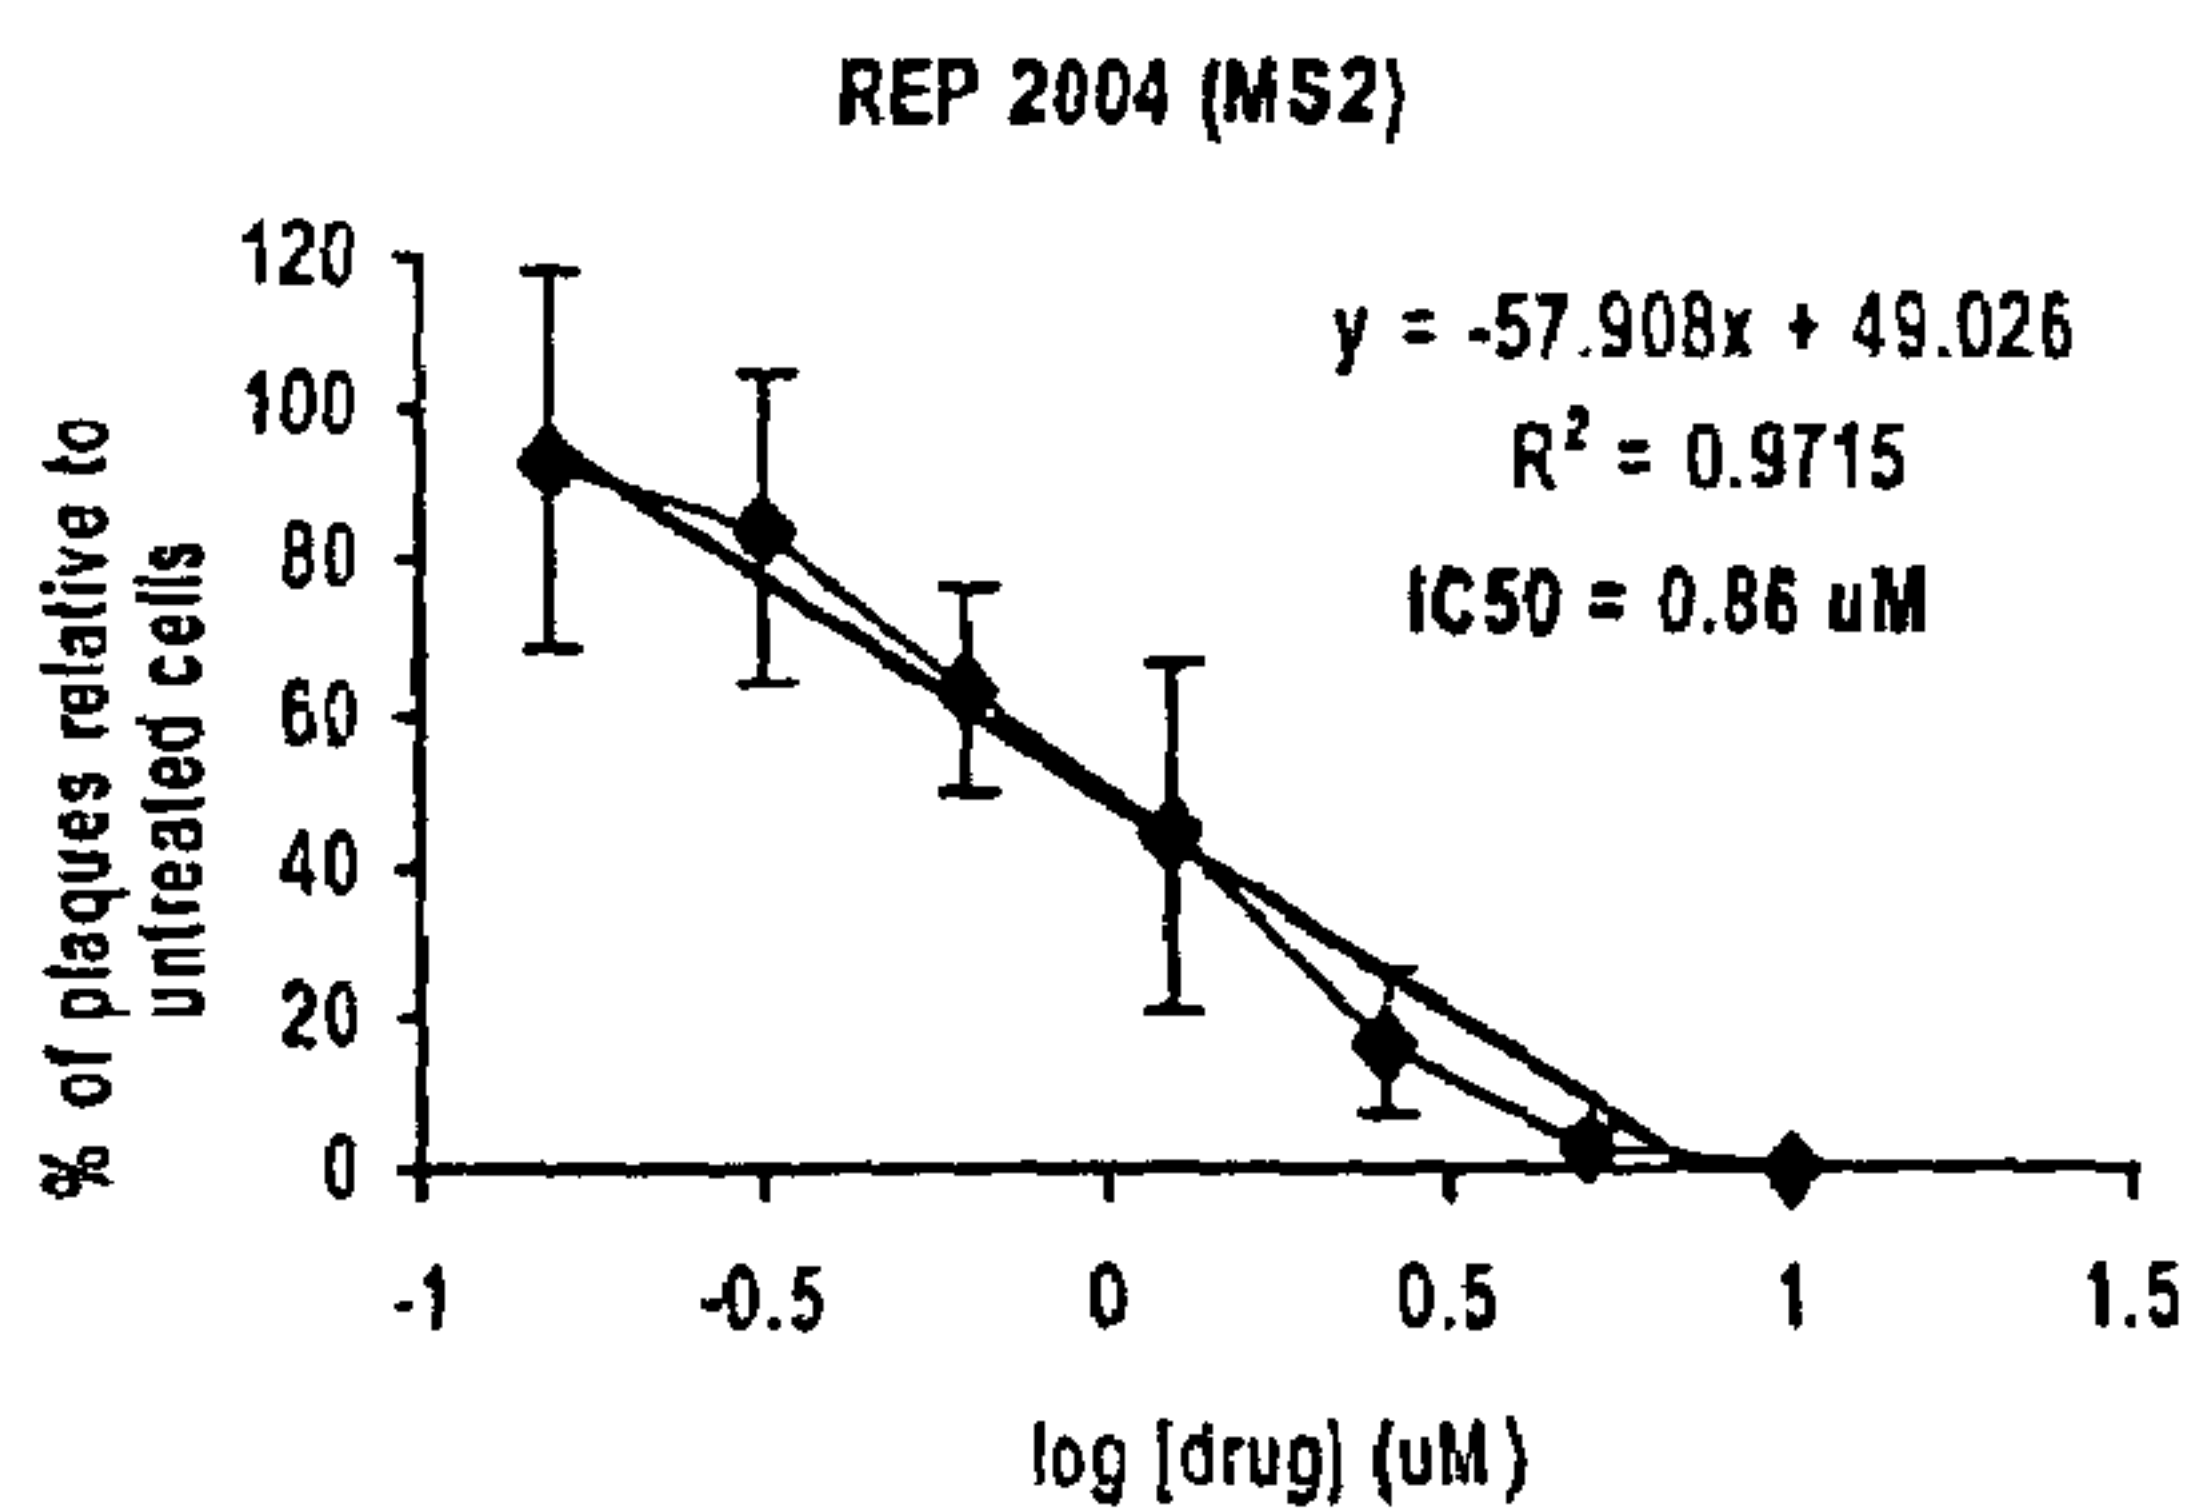 REP 2004 (MS2)
y = -57.908x + 49.026
R² = 0.9715
IC50 = 0.86 uM
% of plaques relative to
untreated cells
120
100
80
60
40
20
0
-1 -0.5 0 0.5 1 1.5
log [drug] (uM)